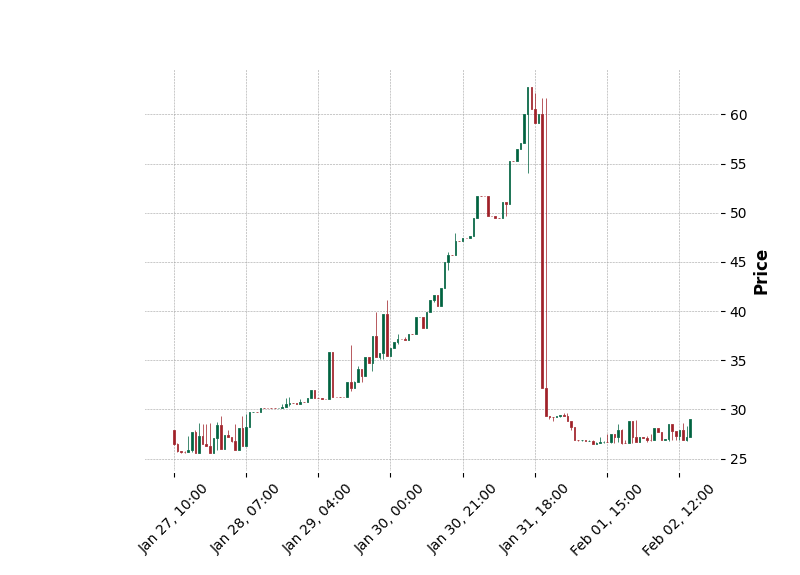 60
55
50
45
40
35
30
25
Price
Jan 27, 10:00
Jan 28, 07:00
Jan 29, 04:00
Jan 30, 00:00
Jan 30, 21:00
Jan 31, 18:00
Feb 01, 15:00
Feb 02, 12:00